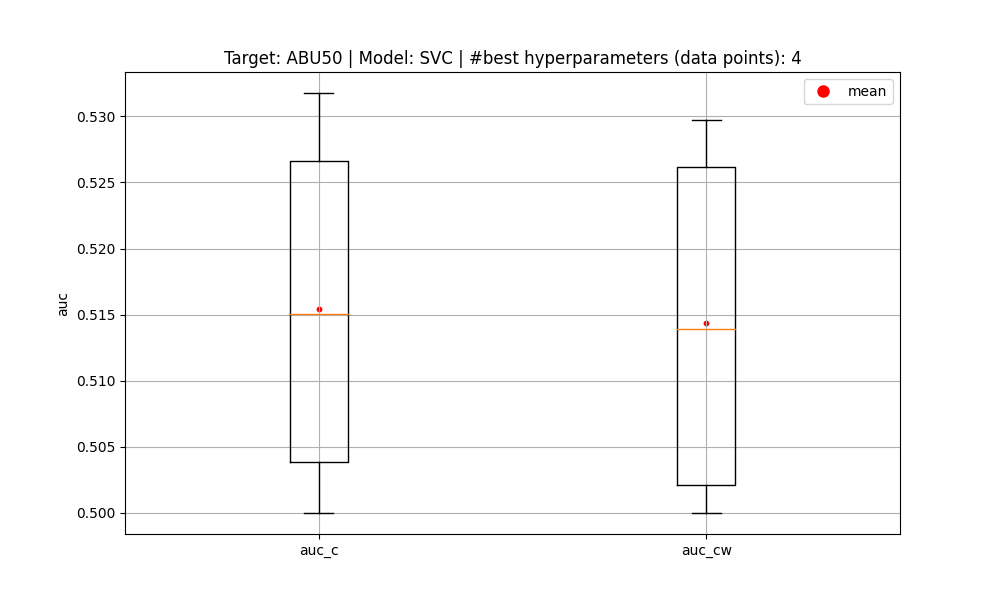 Target: ABU50 | Model: SVC | #best hyperparameters (data points): 4
mean
0.530
0.525
0.520
0.515
0.510
0.505
0.500
auc
auc_c
auc_cw